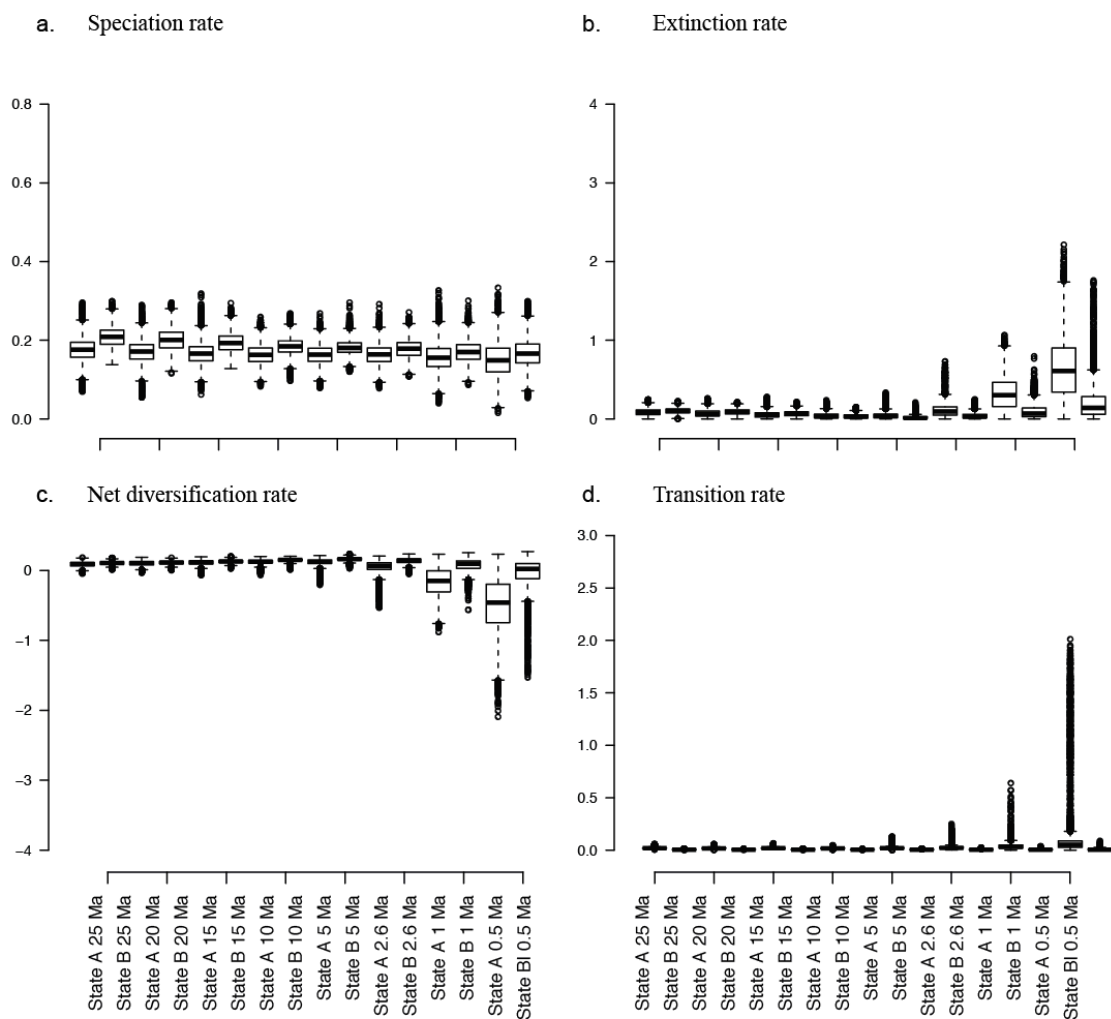 a. Speciation rate
0.8
0.6
0.4
0.2
0.0
b. Extinction rate
4
3
2
1
0
c. Net diversification rate
0
−1
−2
−3
−4
d. Transition rate
3.0
2.5
2.0
1.5
1.0
0.5
0.0
State A 25 Ma
State B 25 Ma
State A 20 Ma
State B 20 Ma
State A 15 Ma
State B 15 Ma
State A 10 Ma
State B 10 Ma
State A 5 Ma
State B 5 Ma
State A 2.6 Ma
State B 2.6 Ma
State A 1 Ma
State B 1 Ma
State A 0.5 Ma
State BI 0.5 Ma
State A 25 Ma
State B 25 Ma
State A 20 Ma
State B 20 Ma
State A 15 Ma
State B 15 Ma
State A 10 Ma
State B 10 Ma
State A 5 Ma
State B 5 Ma
State A 2.6 Ma
State B 2.6 Ma
State A 1 Ma
State B 1 Ma
State A 0.5 Ma
State BI 0.5 Ma